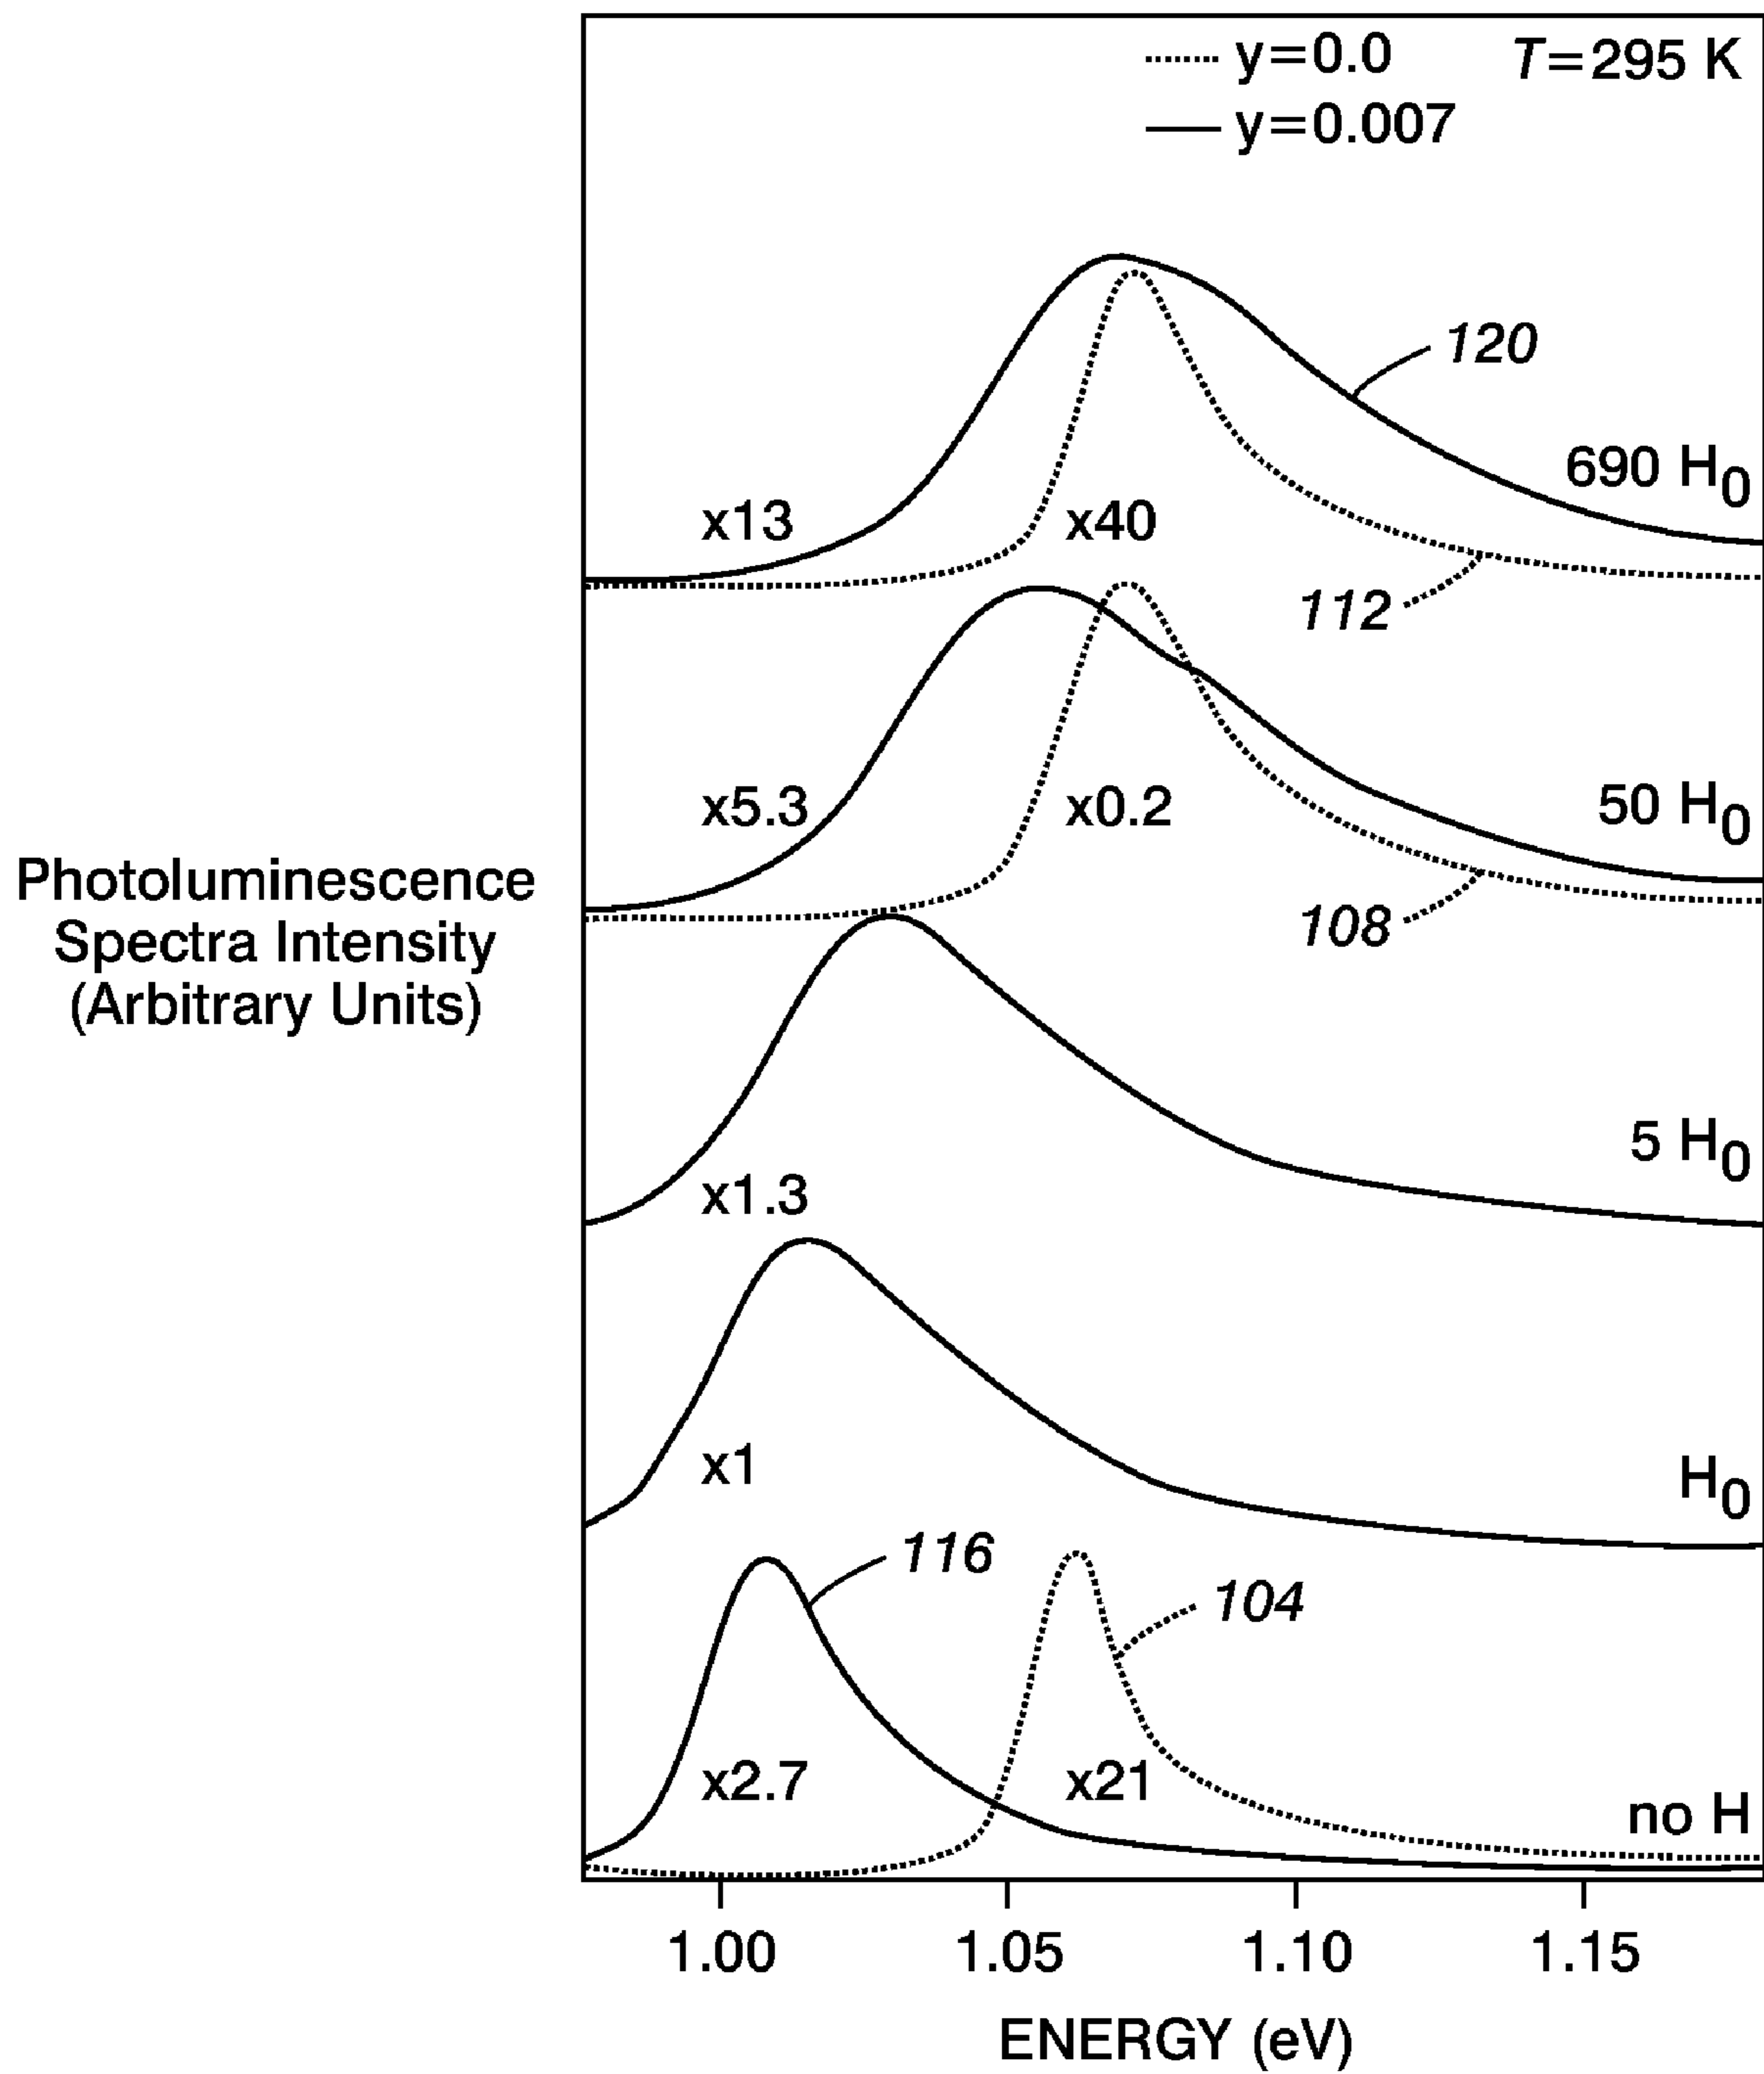 y=0.0
T=295 K
y=0.007
120
690 H0
x13
x40
112
x5.3
x0.2
50 H0
Photoluminescence
Spectra Intensity
(Arbitrary Units)
108
5 H0
x1.3
x1
H0
116
104
x2.7
x21
no H
1.00
1.05
1.10
1.15
ENERGY (eV)